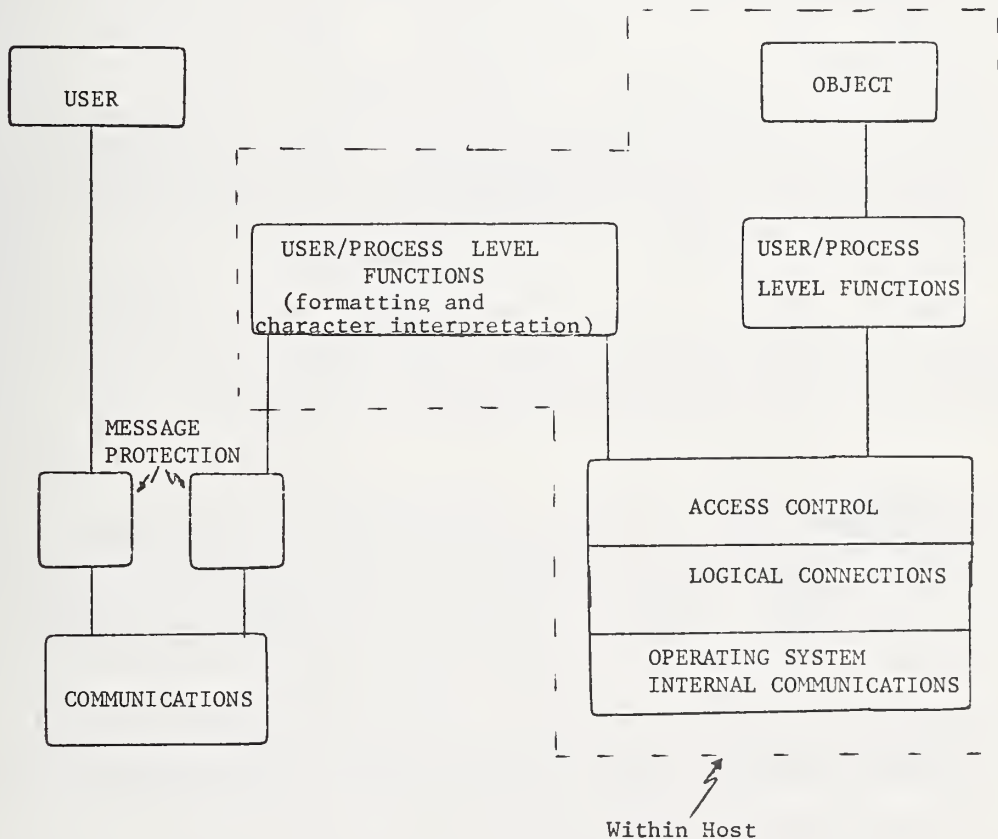 USER
OBJECT
USER/PROCESS LEVEL
FUNCTIONS
(formatting and
character interpretation)
USER/PROCESS
LEVEL FUNCTIONS
MESSAGE
PROTECTION
ACCESS CONTROL
LOGICAL CONNECTIONS
OPERATING SYSTEM
INTERNAL COMMUNICATIONS
COMMUNICATIONS
Within Host